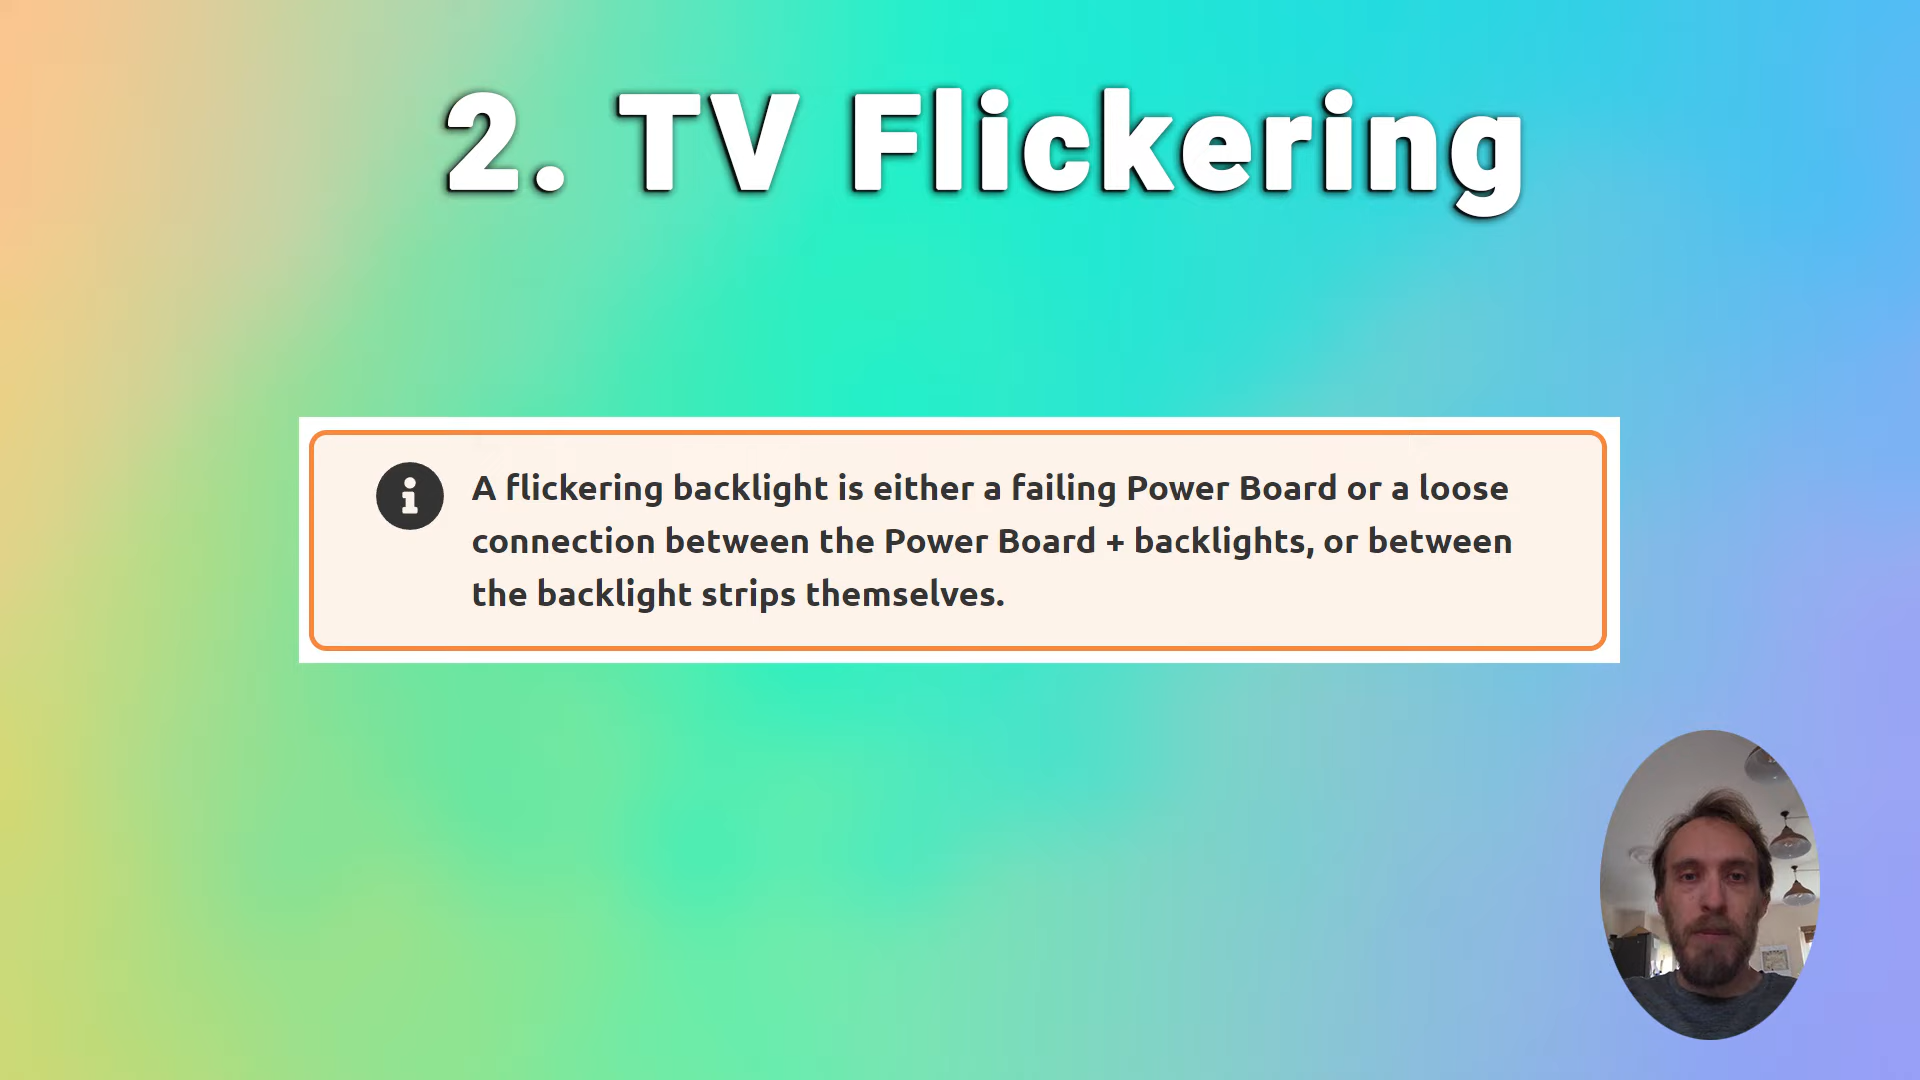 2. TV Flickering
A flickering backlight is either a failing Power Board or a loose
connection between the Power Board + backlights, or between
the backlight strips themselves.